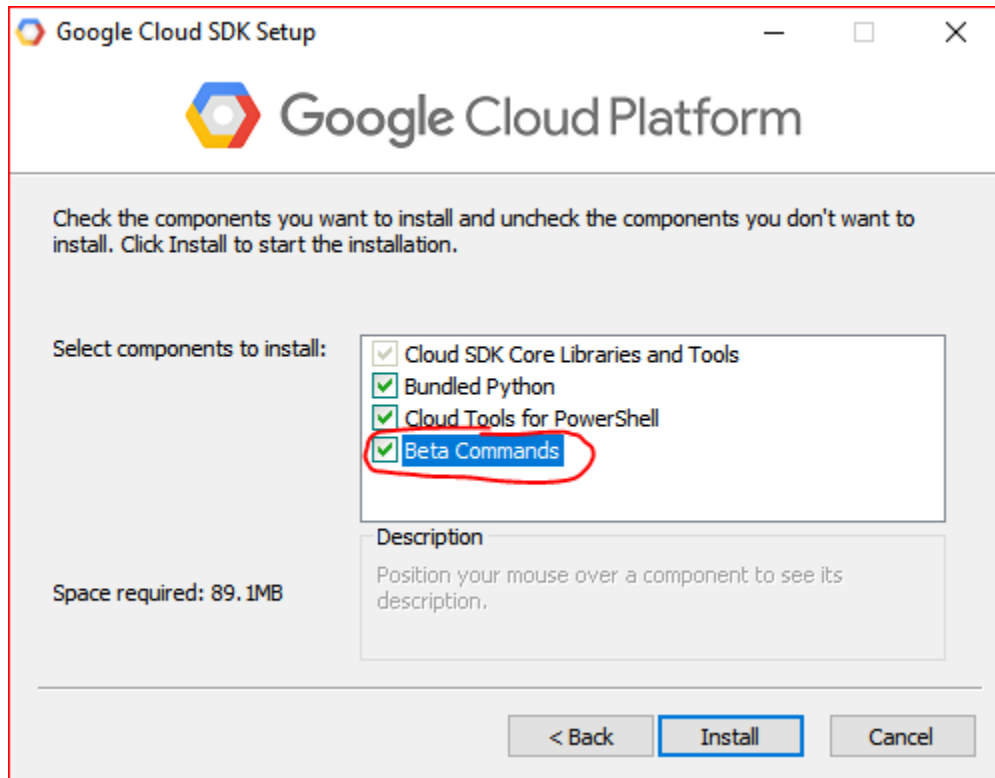 Google Cloud SDK Setup
Google Cloud Platform
Check the components you want to install and uncheck the components you don't want to
install. Click Install to start the installation.
Select components to install:
Cloud SDK Core Libraries and Tools
Bundled Python
Cloud Tools for PowerShell
Beta Commands
Description
Position your mouse over a component to see its
description.
Space required: 89.1MB
< Back
Install
Cancel